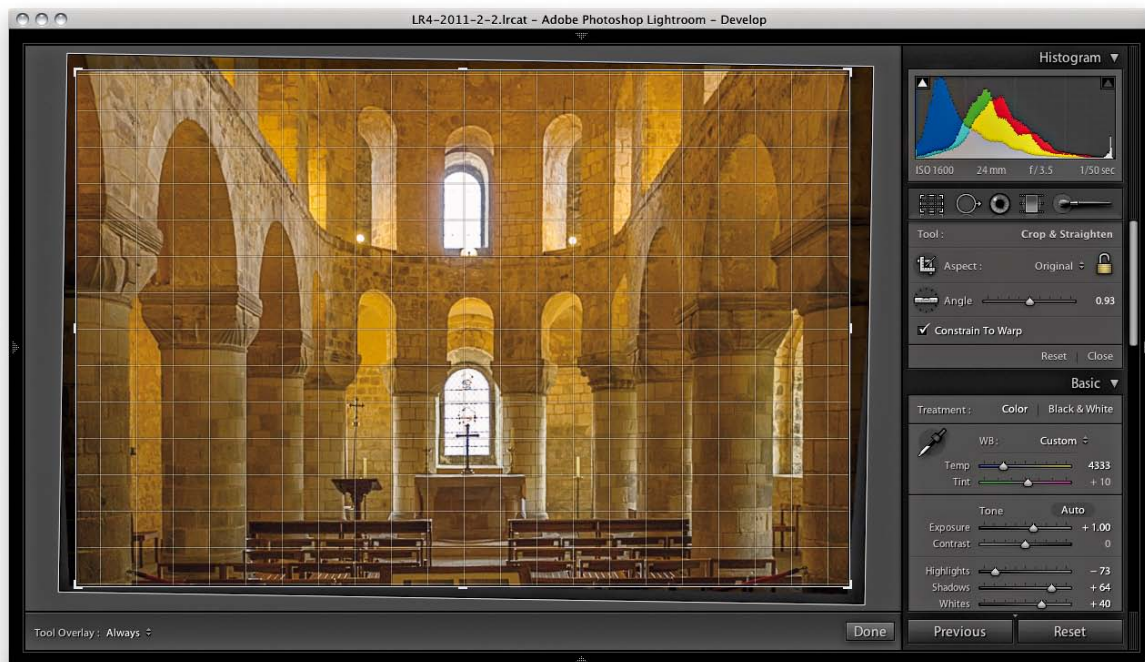 LR4-2011-2-2.lrcat – Adobe Photoshop Lightroom – Develop
Histogram
ISO 1600 24 mm f / 3.5 1/50 sec
Tool : Crop & Straighten
Aspect : Original
Angle 0.93
Constrain To Warp
Reset | Close
Basic
Treatment : Color | Black & White
WB : Custom
Temp 4333
Tint + 10
Tone Auto
Exposure + 1.00
Contrast 0
Highlights – 73
Shadows + 64
Whites + 40
Tool Overlay : Always Done Previous Reset